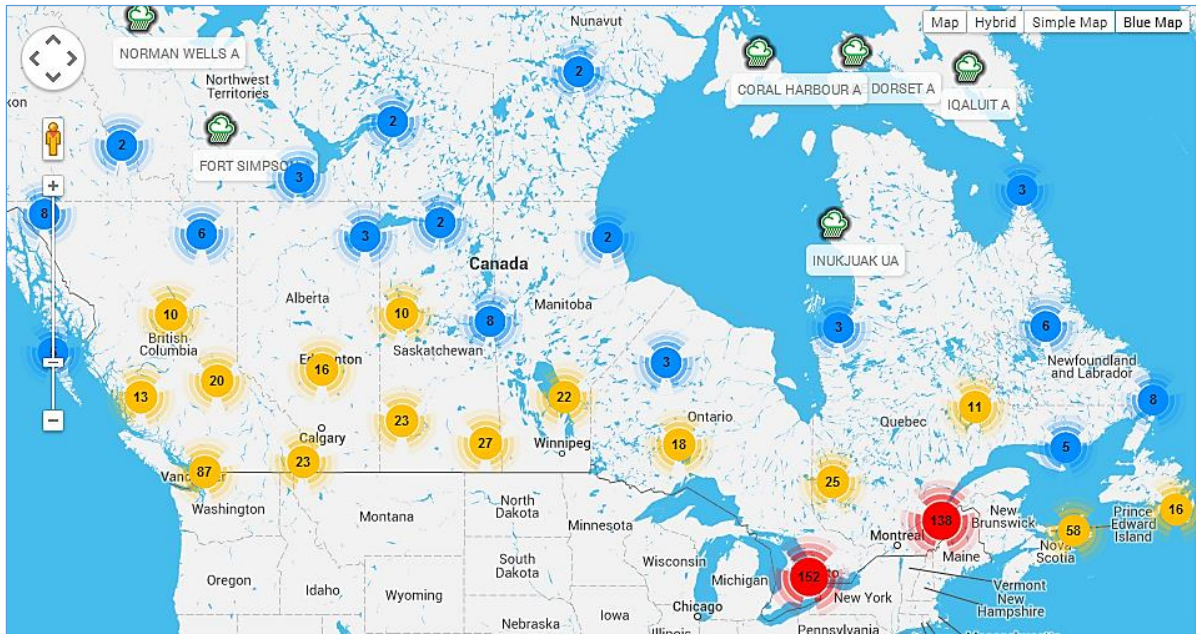 Nunavut
Map
Hybrid
Simple Map
Blue Map
NORMAN WELLS A
Northwest
Territories
2
CORAL HARBOUR A
DORSET A
IQALUIT A
2
2
FORT SIMPSO
3
3
8
6
3
2
2
INUKJUAK UA
Canada
Alberta
Manitoba
10
British
Columbia
10
Saskatchewan
8
3
6
Newfoundland
and Labrador
Edmonton
16
3
20
13
22
23
Ontario
Quebec
11
8
Calgary
27
Winnipeg
18
5
87
23
25
Washington
Montana
North
Dakota
Minnesota
138
New
Brunswick
Prince
Edward
Island
16
58
Nova
Scotia
Montreal
Maine
Oregon
Idaho
Wyoming
South
Dakota
Wisconsin
Michigan
152
New York
Vermont
New
Hampshire
Nebraska
Iowa
Chicago
Illinois
Pennsylvania